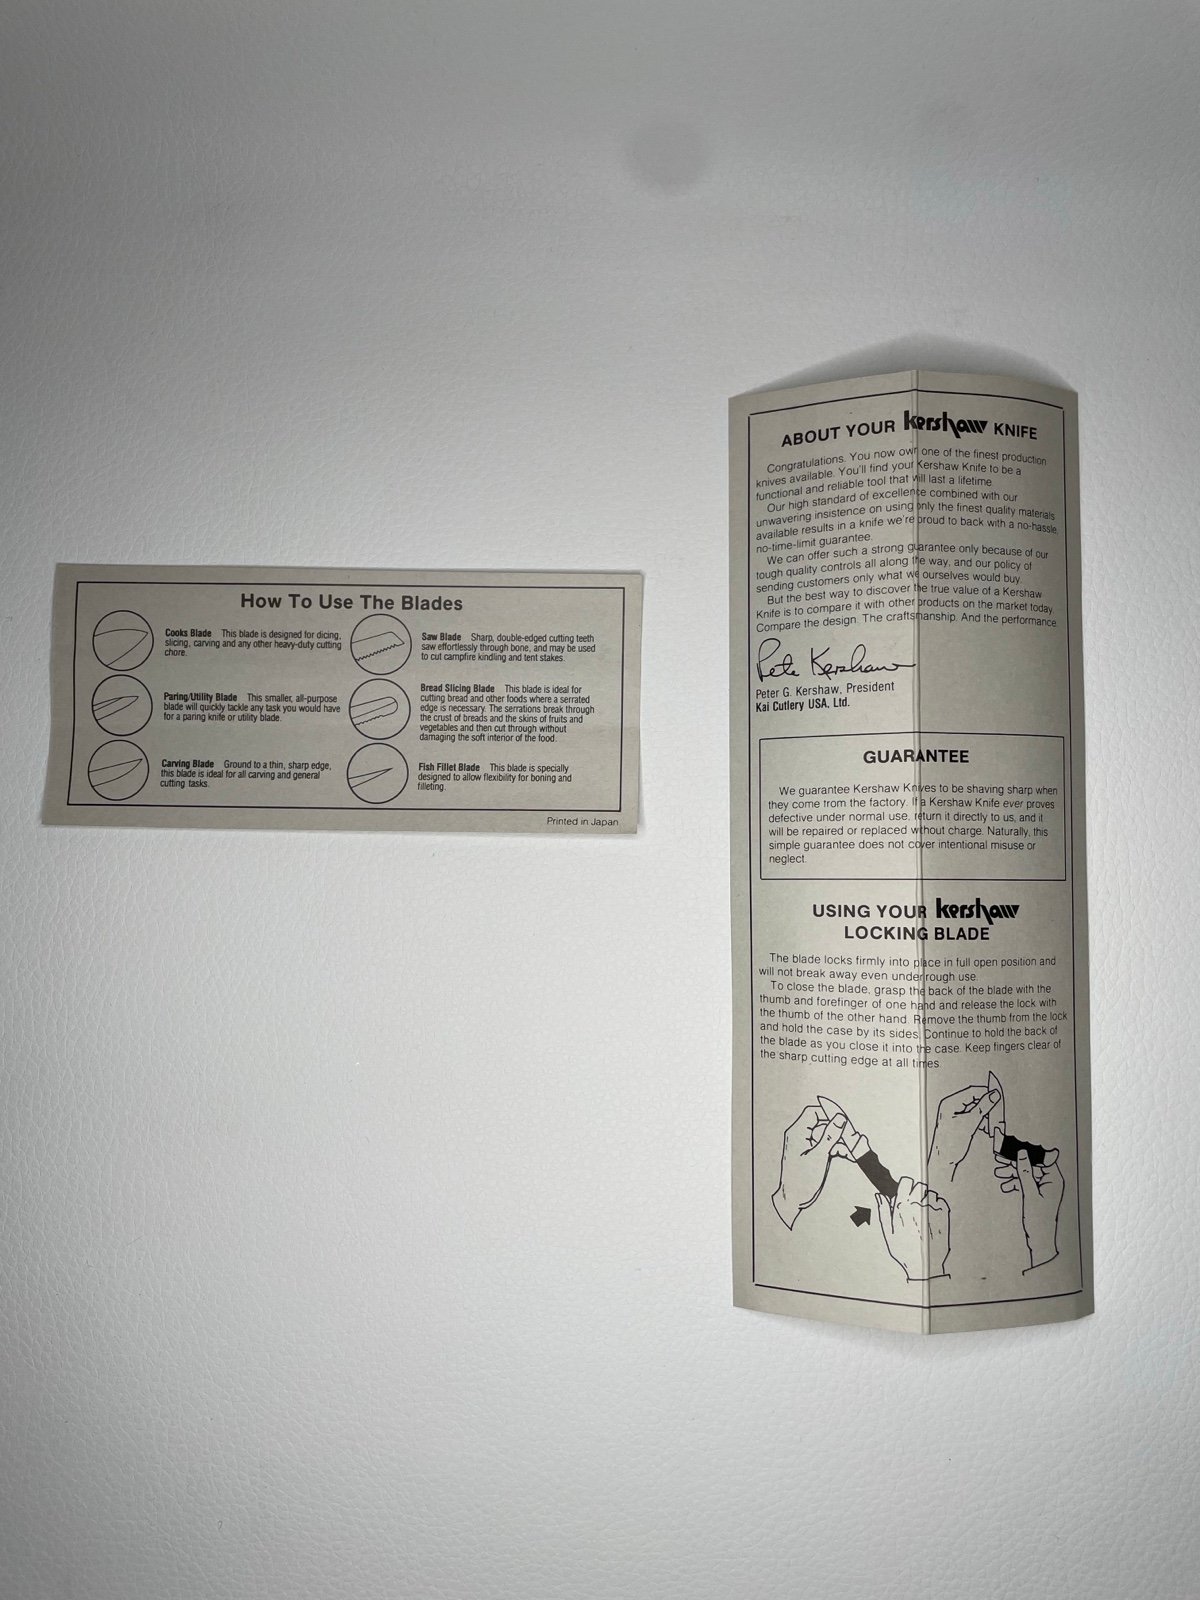 How To Use The Blades
Cooks Blade This blade is designed for dicing,
slicing, carving and any other heavy-duty cutting
chore.
Paring/Utility Blade This smaller, all-purpose
blade will quickly tackle any task you would have
for a paring knife or utility blade.
Carving Blade Ground to a thin, sharp edge,
this blade is ideal for all carving and general
cutting tasks.
Saw Blade Sharp, double-edged cutting teeth
saw effortlessly through bone, and may be used
to cut campfire kindling and tent stakes.
Bread Slicing Blade This blade is ideal for
cutting bread and other foods where a serrated
edge is necessary. The serrations break through
the crust of breads and the skins of fruits and
vegetables and then cut through without
damaging the soft interior of the food.
Fish Fillet Blade This blade is specially
designed to allow flexibility for boning and
filleting.
Printed in Japan
ABOUT YOUR kershaw KNIFE
Congratulations. You now own one of the finest production
knives available. You'll find your Kershaw Knife to be a
functional and reliable tool that will last a lifetime.
Our high standard of excellence combined with our
unwavering insistence on using only the finest quality materials
available results in a knife we're proud to back with a no-hassle,
no-time-limit guarantee.
We can offer such a strong guarantee only because of our
tough quality controls all along the way, and our policy of
sending customers only what we ourselves would buy.
But the best way to discover the true value of a Kershaw
Knife is to compare it with other products on the market today.
Compare the design. The craftsmanship. And the performance.
Pete Kershaw
Peter G. Kershaw, President
Kai Cutlery USA, Ltd.
GUARANTEE
We guarantee Kershaw Knives to be shaving sharp when
they come from the factory. If a Kershaw Knife ever proves
defective under normal use, return it directly to us, and it
will be repaired or replaced without charge. Naturally, this
simple guarantee does not cover intentional misuse or
neglect.
USING YOUR kershaw
LOCKING BLADE
The blade locks firmly into place in full open position and
will not break away even under rough use.
To close the blade, grasp the back of the blade with the
thumb and forefinger of one hand and release the lock with
the thumb of the other hand. Remove the thumb from the lock
and hold the case by its sides. Continue to hold the back of
the blade as you close it into the case. Keep fingers clear of
the sharp cutting edge at all times.